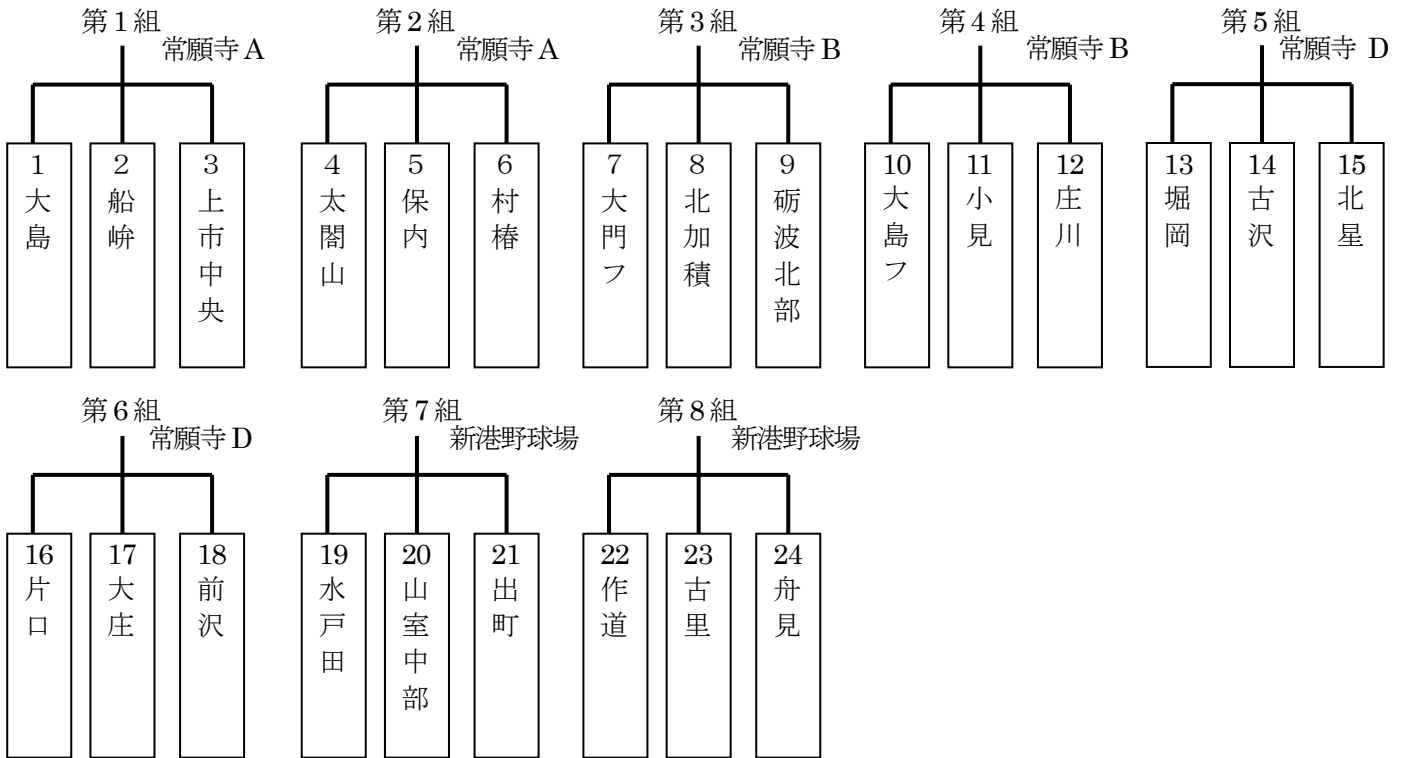 第1組
常願寺A
1 大島
2 船峅
3 上市中央
第2組
常願寺A
4 太閤山
5 保内
6 村椿
第3組
常願寺B
7 大門フ
8 北加積
9 砺波北部
第4組
常願寺B
10 大島フ
11 小見
12 庄川
第5組
常願寺 D
13 堀岡
14 古沢
15 北星
第6組
常願寺D
16 片口
17 大庄
18 前沢
第7組
新港野球場
19 水戸田
20 山室中部
21 出町
第8組
新港野球場
22 作道
23 古里
24 舟見